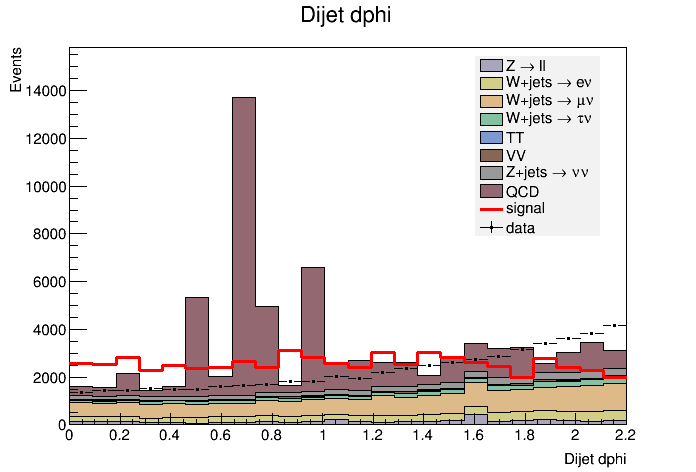 Dijet dphi
Events
Z → ll
W+jets → eν
W+jets → μν
W+jets → τν
TT
VV
Z+jets → νν
QCD
signal
data
14000
12000
10000
8000
6000
4000
2000
0
0 0.2 0.4 0.6 0.8 1 1.2 1.4 1.6 1.8 2 2.2
Dijet dphi